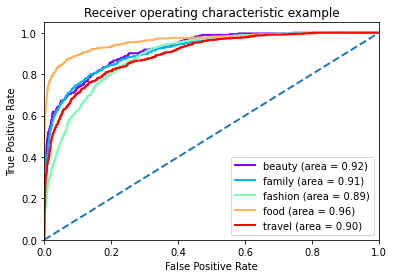 Receiver operating characteristic example
True Positive Rate
1.0
0.8
0.6
0.4
0.2
0.0
beauty (area = 0.92)
family (area = 0.91)
fashion (area = 0.89)
food (area = 0.96)
travel (area = 0.90)
0.0 0.2 0.4 0.6 0.8 1.0
False Positive Rate